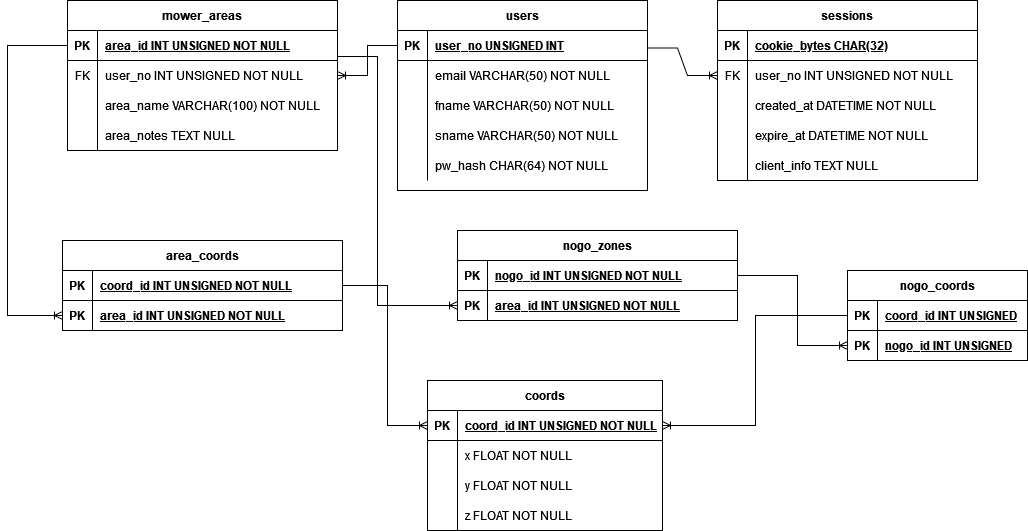 mower_areas
PK area_id INT UNSIGNED NOT NULL
FK user_no INT UNSIGNED NOT NULL
area_name VARCHAR(100) NOT NULL
area_notes TEXT NULL
users
PK user_no UNSIGNED INT
email VARCHAR(50) NOT NULL
fname VARCHAR(50) NOT NULL
sname VARCHAR(50) NOT NULL
pw_hash CHAR(64) NOT NULL
sessions
PK cookie_bytes CHAR(32)
FK user_no INT UNSIGNED NOT NULL
created_at DATETIME NOT NULL
expire_at DATETIME NOT NULL
client_info TEXT NULL
area_coords
PK coord_id INT UNSIGNED NOT NULL
PK area_id INT UNSIGNED NOT NULL
nogo_zones
PK nogo_id INT UNSIGNED NOT NULL
PK area_id INT UNSIGNED NOT NULL
nogo_coords
PK coord_id INT UNSIGNED
PK nogo_id INT UNSIGNED
coords
PK coord_id INT UNSIGNED NOT NULL
x FLOAT NOT NULL
y FLOAT NOT NULL
z FLOAT NOT NULL